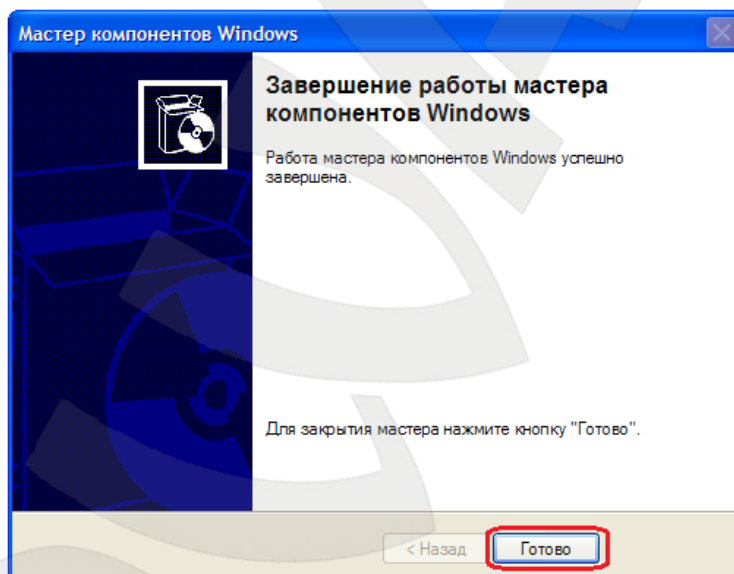 Мастер компонентов Windows
Завершение работы мастера
компонентов Windows
Работа мастера компонентов Windows успешно
завершена.
Для закрытия мастера нажмите кнопку "Готово".
< Назад
Готово